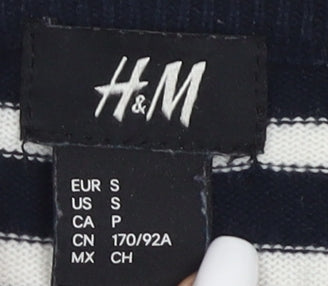 H&M
EUR S
US S
CA P
CN 170/92A
MX CH